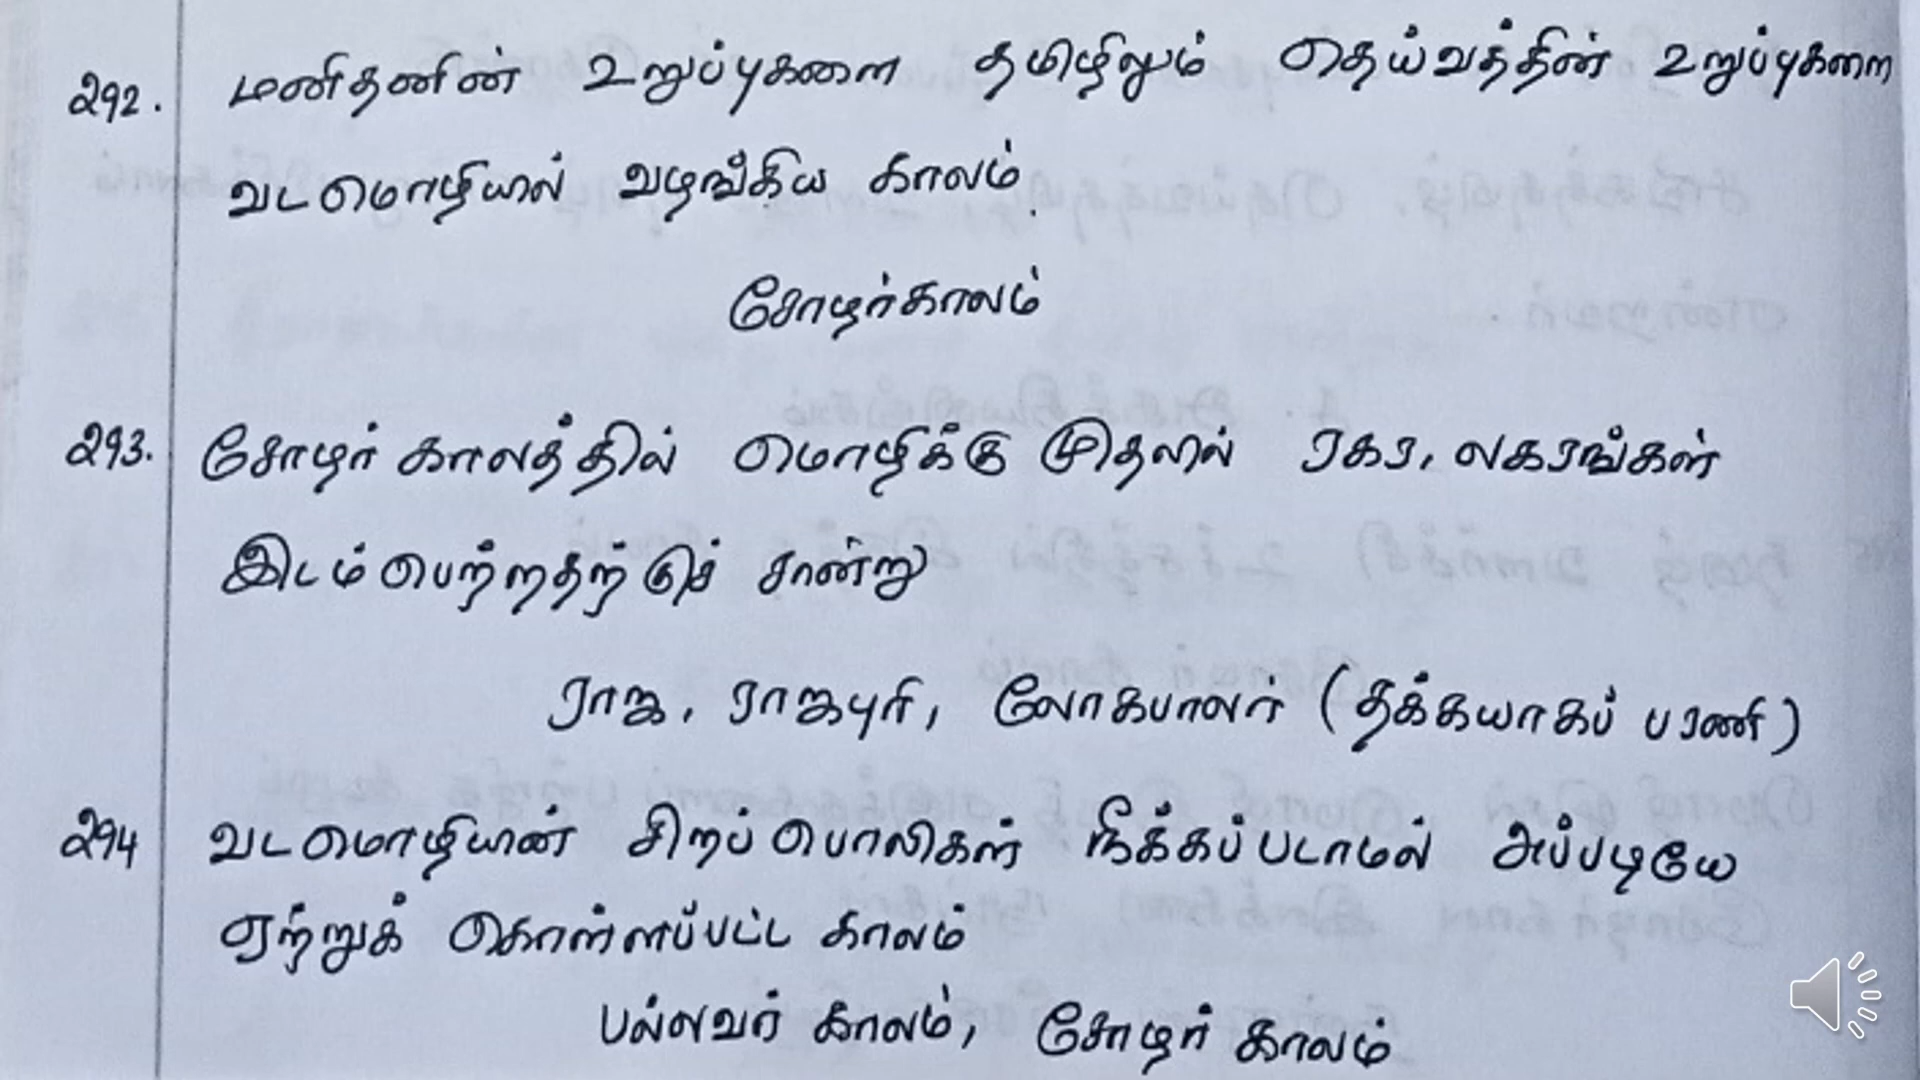 292. மனிதனின் உறுப்புகளை தமிழிலும் தெய்வத்தின் உறுப்புகளை
வடமொழியில் வழங்கிய காலம்.
சோழர்காலம்
293. சோழர் காலத்தில் மொழிக்கு முதலில் ரகர, லகரங்கள்
இடம்பெற்றதற்குச் சான்று
ராஜ, ராஜபுரி, லோகபாலர் (தக்கயாகப் பரணி)
294 வடமொழியின் சிறப்பொலிகள் நீக்கப்படாமல் அப்படியே
ஏற்றுக் கொள்ளப்பட்ட காலம்
பல்லவர் காலம், சோழர் காலம்